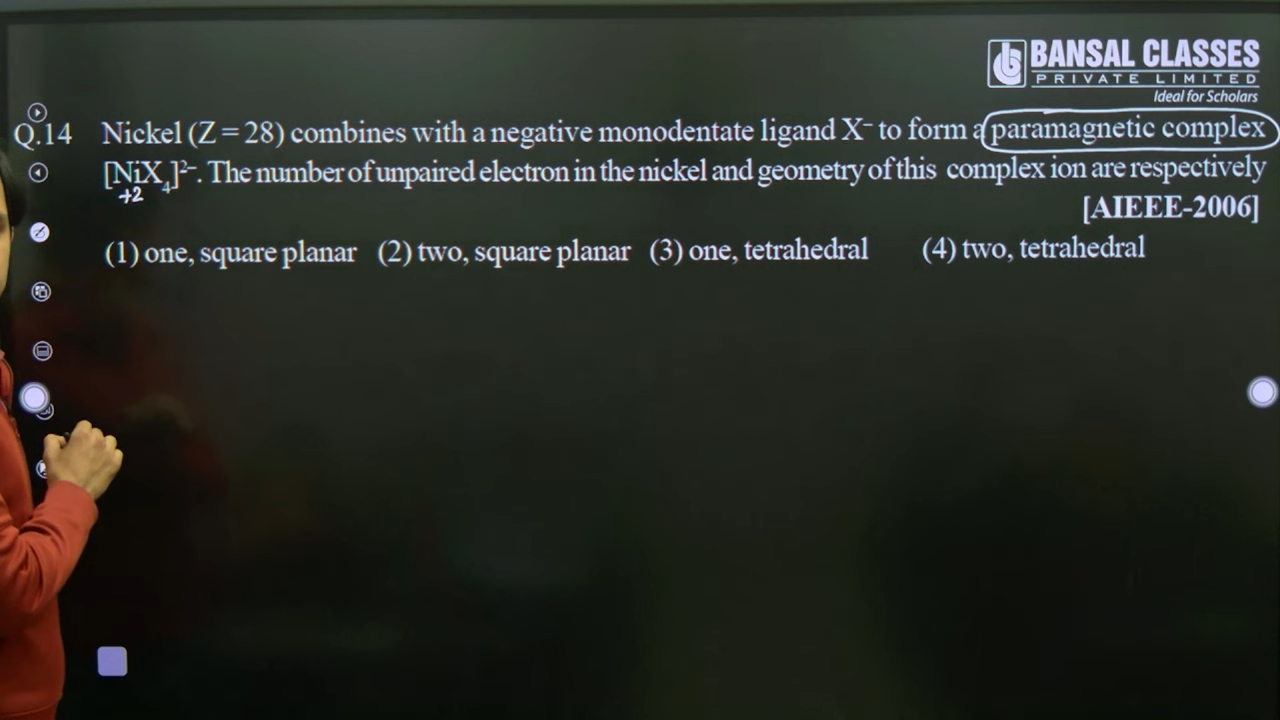 BANSAL CLASSES
PRIVATE LIMITED
Ideal for Scholars
Q.14 Nickel (Z = 28) combines with a negative monodentate ligand X⁻ to form a paramagnetic complex
[NiX₄]²⁻. The number of unpaired electron in the nickel and geometry of this complex ion are respectively
+2
[AIEEE-2006]
(1) one, square planar (2) two, square planar (3) one, tetrahedral (4) two, tetrahedral